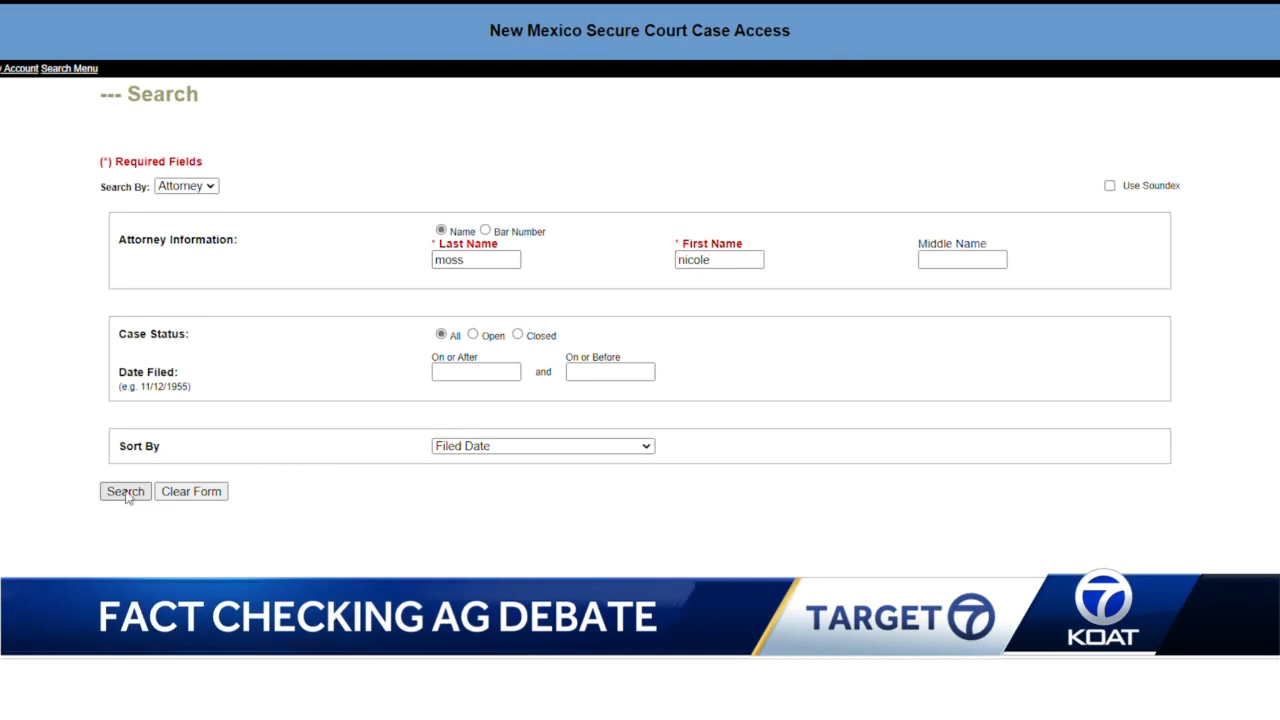 New Mexico Secure Court Case Access
Account Search Menu
--- Search
(*) Required Fields
Search By: Attorney
Use Soundex
Attorney Information:
Name Bar Number
* Last Name * First Name Middle Name
moss nicole
Case Status:
All Open Closed
On or After On or Before
Date Filed: and
(e.g. 11/12/1955)
Sort By Filed Date
Search Clear Form
FACT CHECKING AG DEBATE TARGET 7 7 KOAT